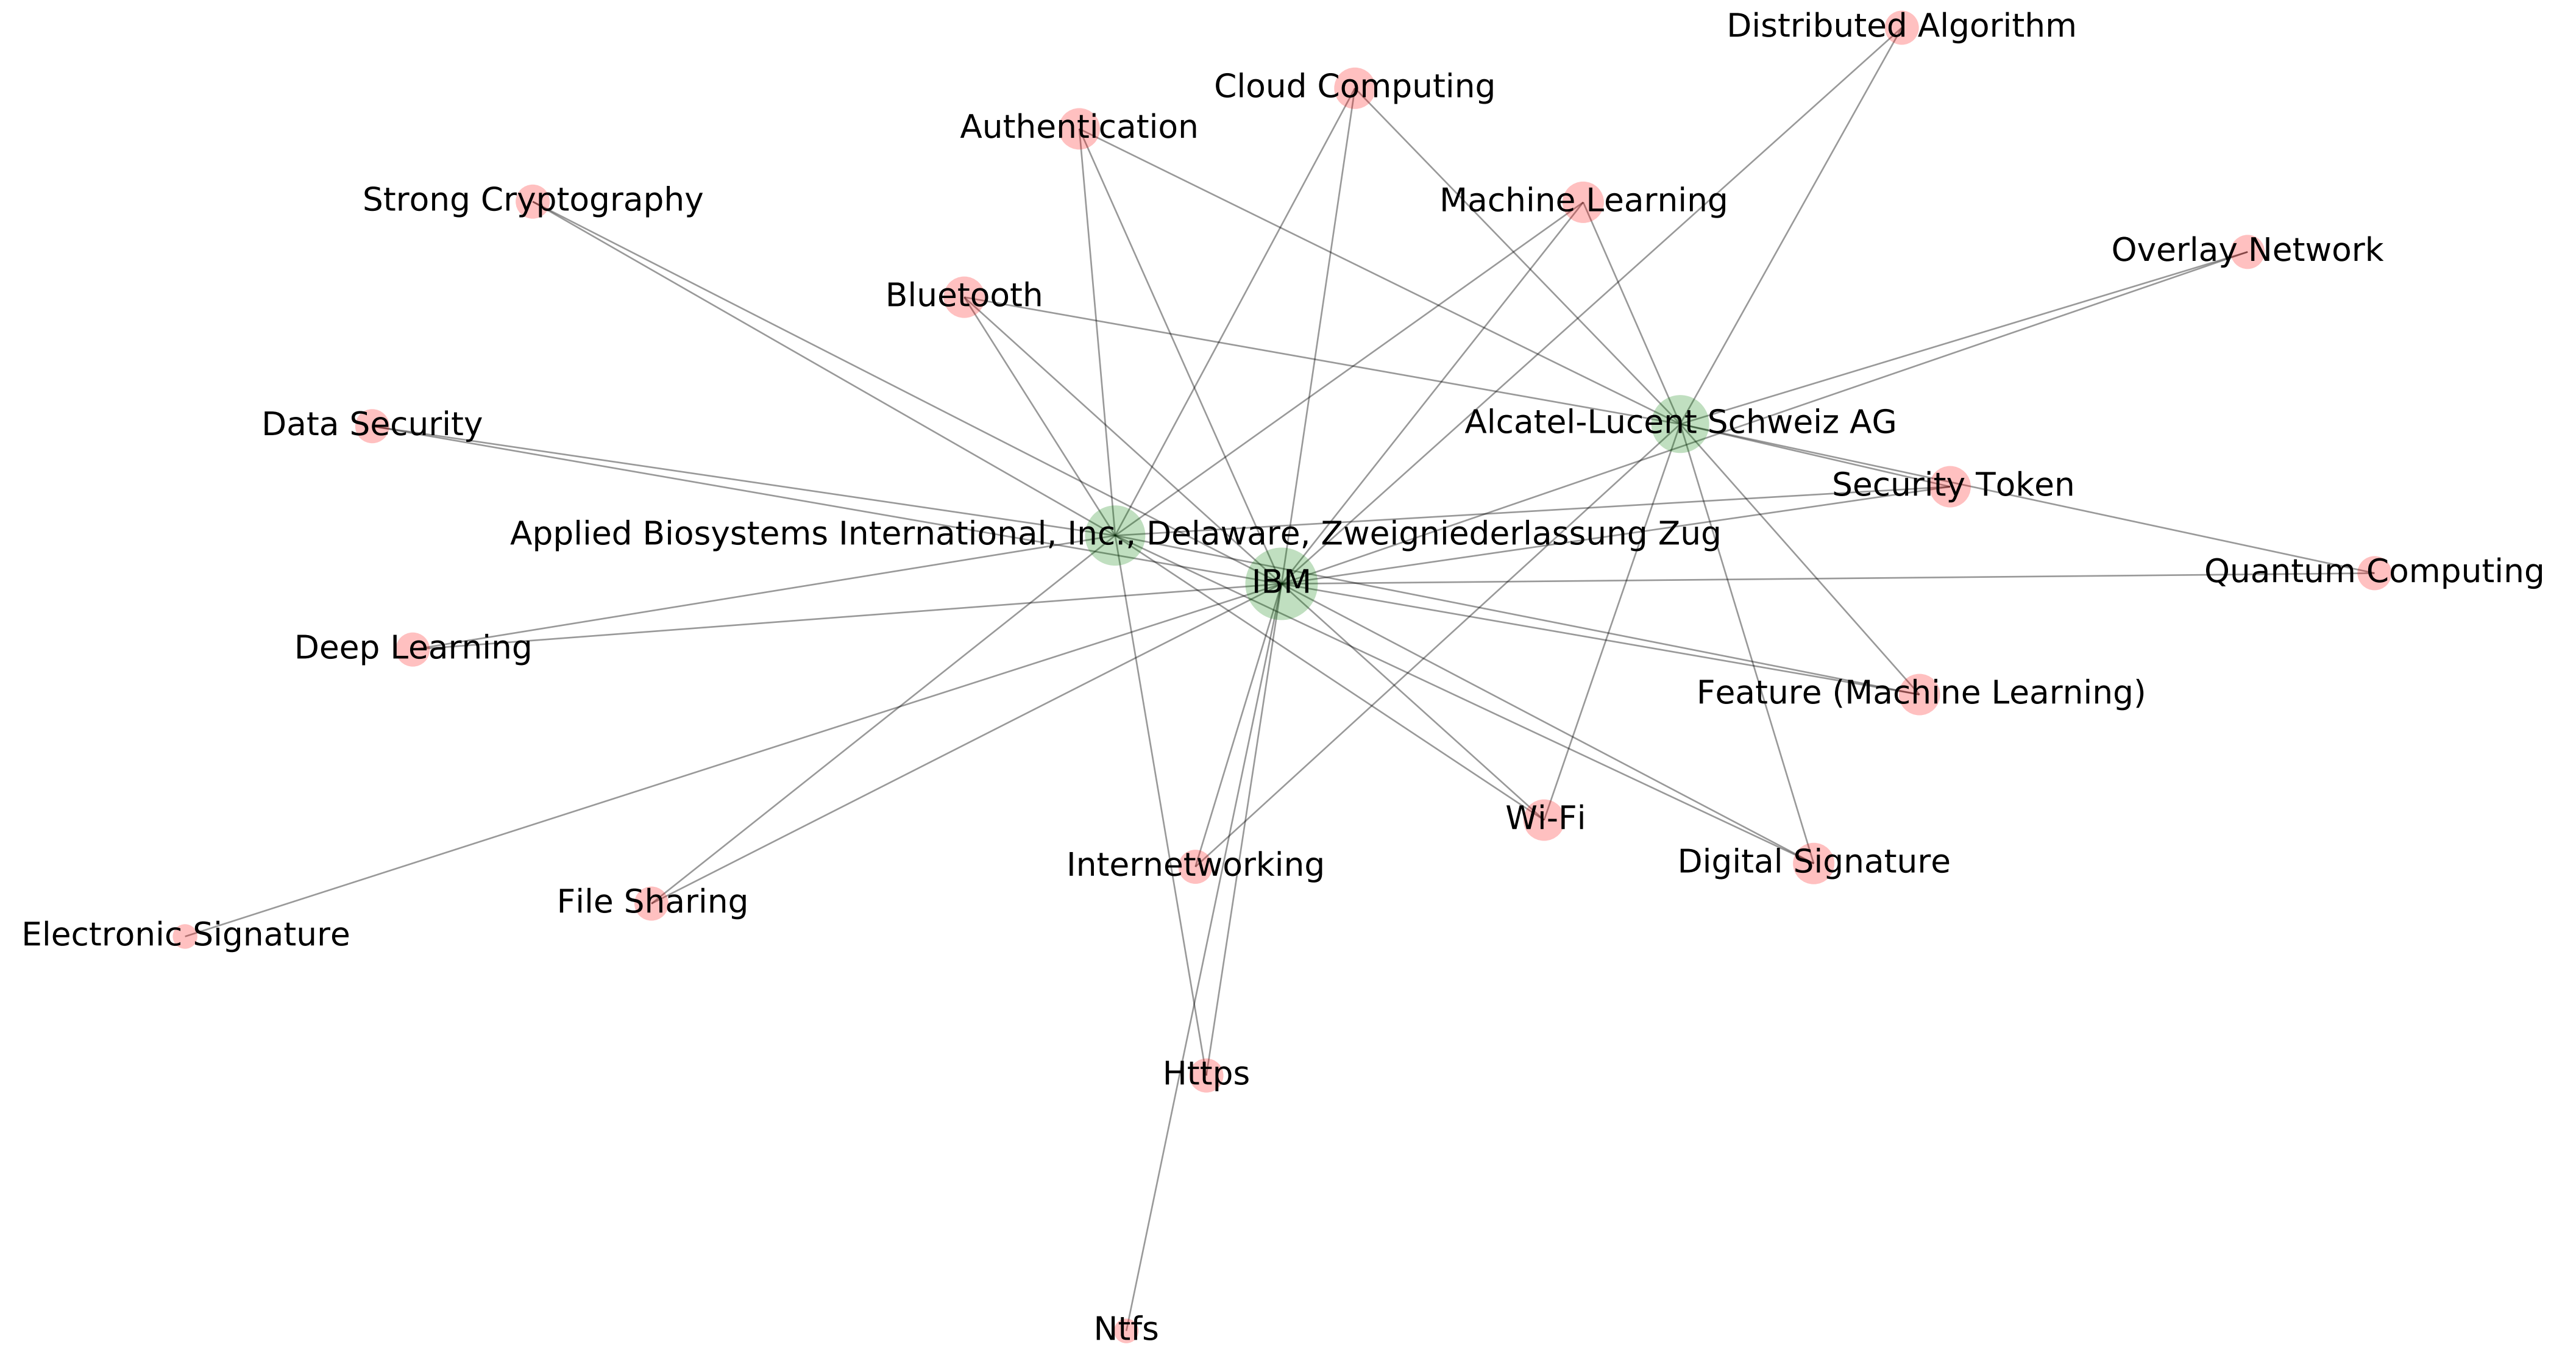 Distributed Algorithm
Cloud Computing
Authentication
Strong Cryptography
Machine Learning
Overlay Network
Bluetooth
Data Security
Alcatel-Lucent Schweiz AG
Security Token
Applied Biosystems International, Inc., Delaware, Zweigniederlassung Zug
IBM
Quantum Computing
Deep Learning
Feature (Machine Learning)
Wi-Fi
Internetworking
Digital Signature
File Sharing
Electronic Signature
Https
Ntfs